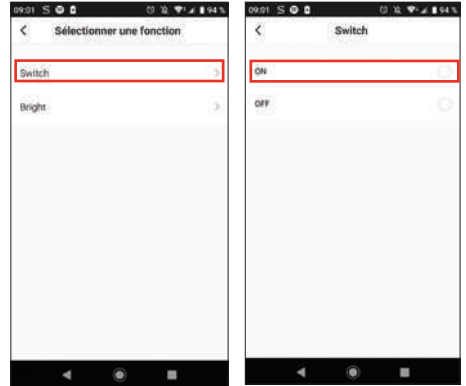 09:01 S 94 %
Sélectionner une fonction
Switch
Bright
09:01 S 94 %
Switch
ON
OFF